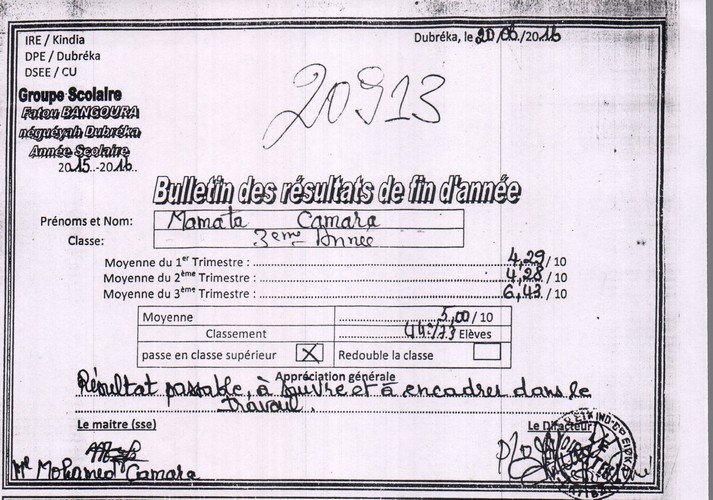 IRE / Kindia
DPE / Dubréka
DSEE / CU
Dubréka, le 20/06./2016
Groupe Scolaire
Fatou BANGOURA
néguéyah Dubréka
Année Scolaire
2015..-2016..
20913
Bulletin des résultats de fin d'année
Prénoms et Nom: Mamata Camara
Classe: 3ème Année
Moyenne du 1er Trimestre : 4,29 / 10
Moyenne du 2ème Trimestre : 4,28 / 10
Moyenne du 3ème Trimestre : 6,43 / 10
Moyenne 5,00 / 10
Classement 44e/73 Elèves
passe en classe supérieur X Redouble la classe
Appréciation générale
Résultat passable, à suivre et à encadrer dans le
travail.
Le maitre (sse) Le Directeur
Me Mohamed Camara